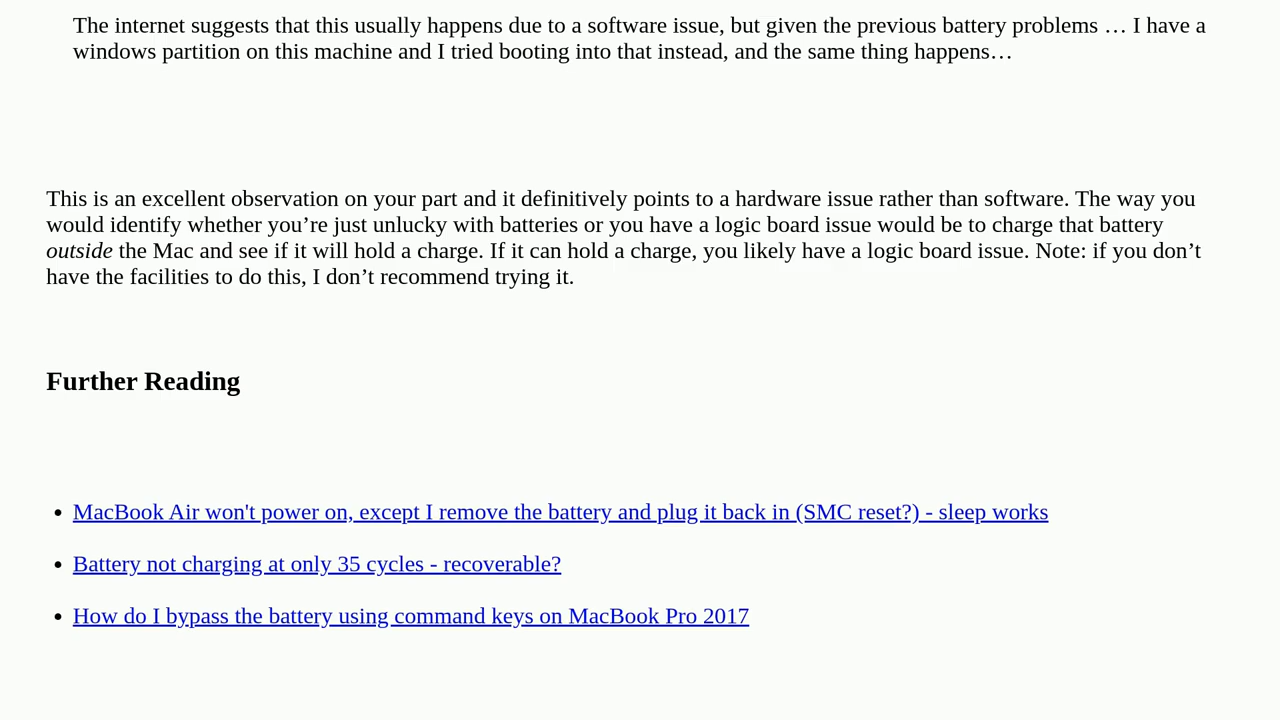 The internet suggests that this usually happens due to a software issue, but given the previous battery problems … I have a
windows partition on this machine and I tried booting into that instead, and the same thing happens…
This is an excellent observation on your part and it definitively points to a hardware issue rather than software. The way you
would identify whether you’re just unlucky with batteries or you have a logic board issue would be to charge that battery
outside the Mac and see if it will hold a charge. If it can hold a charge, you likely have a logic board issue. Note: if you don’t
have the facilities to do this, I don’t recommend trying it.
Further Reading
• MacBook Air won't power on, except I remove the battery and plug it back in (SMC reset?) - sleep works
• Battery not charging at only 35 cycles - recoverable?
• How do I bypass the battery using command keys on MacBook Pro 2017